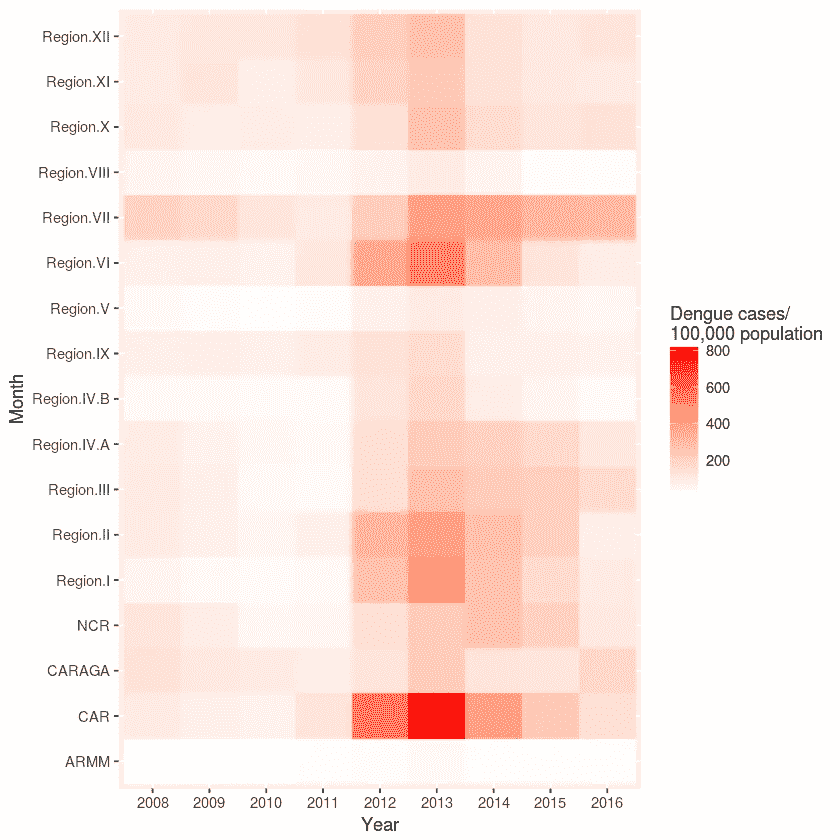 Region.XII
Region.XI
Region.X
Region.VIII
Region.VII
Region.VI
Region.V
Region.IX
Region.IV.B
Region.IV.A
Region.III
Region.II
Region.I
NCR
CARAGA
CAR
ARMM
Month
2008 2009 2010 2011 2012 2013 2014 2015 2016
Year
Dengue cases/
100,000 population
800
600
400
200